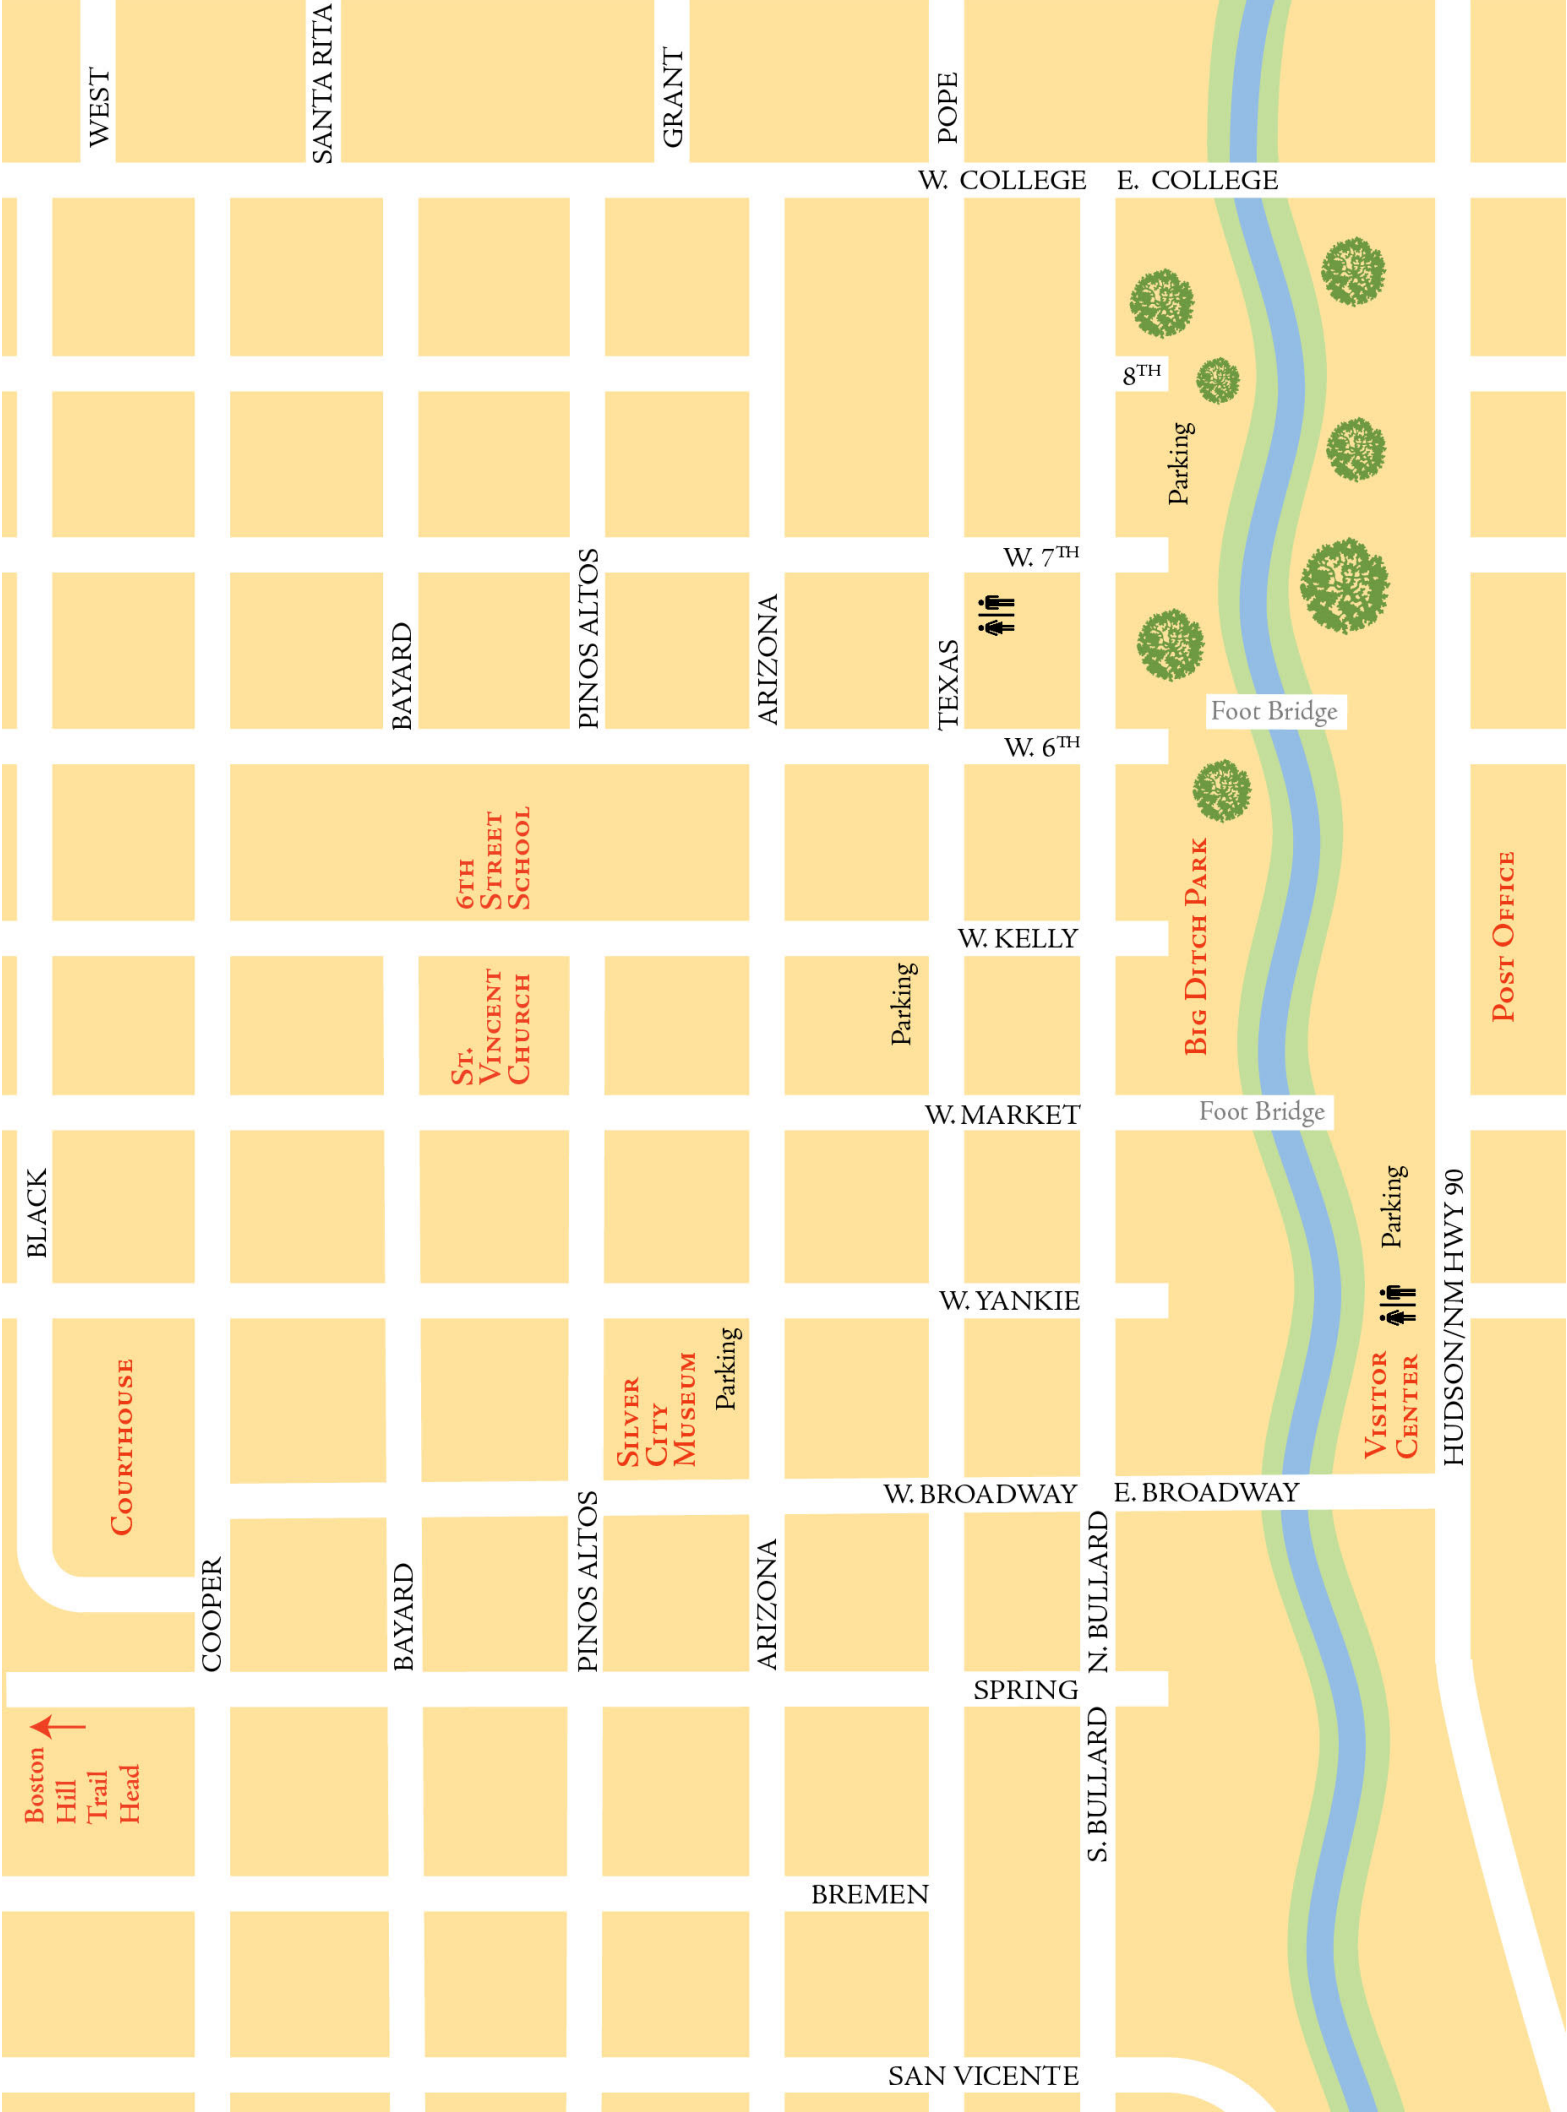 WEST
SANTA RITA
GRANT
POPE
W. COLLEGE
E. COLLEGE
8TH
Parking
W. 7TH
BAYARD
PINOS ALTOS
ARIZONA
TEXAS
Foot Bridge
W. 6TH
6TH
STREET
SCHOOL
BIG DITCH PARK
POST OFFICE
W. KELLY
ST.
VINCENT
CHURCH
Parking
W. MARKET
Foot Bridge
BLACK
Parking
HUDSON/NM HWY 90
W. YANKIE
COURTHOUSE
SILVER
CITY
MUSEUM
Parking
VISITOR
CENTER
W. BROADWAY
E. BROADWAY
COOPER
BAYARD
PINOS ALTOS
ARIZONA
N. BULLARD
SPRING
Boston
Hill
Trail
Head
S. BULLARD
BREMEN
SAN VICENTE